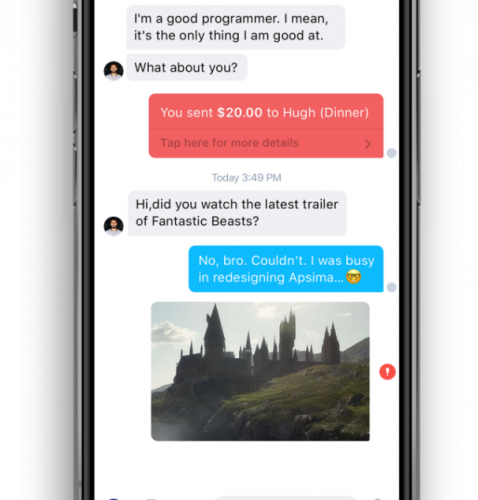 I'm a good programmer. I mean,
it's the only thing I am good at.
What about you?
You sent $20.00 to Hugh (Dinner)
Tap here for more details
Today 3:49 PM
Hi,did you watch the latest trailer
of Fantastic Beasts?
No, bro. Couldn't. I was busy
in redesigning Apsima...🤓